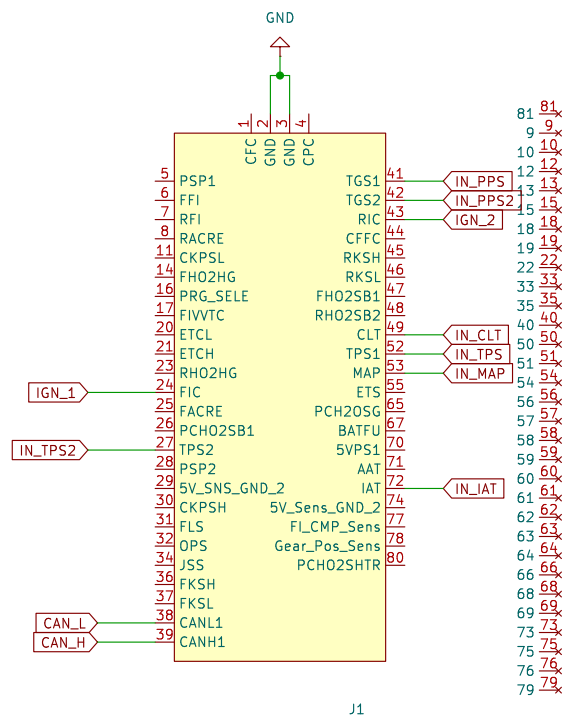 GND
1 2 3 4
CFC GND GND CPC
5 PSP1 TGS1 41 IN_PPS
6 FFI TGS2 42 IN_PPS2
7 RFI RIC 43 IGN_2
8 RACRE CFFC 44
11 CKPSL RKSH 45
14 FHO2HG RKSL 46
16 PRG_SELE FHO2SB1 47
17 FIVVTC RHO2SB2 48
20 ETCL CLT 49 IN_CLT
21 ETCH TPS1 52 IN_TPS
23 RHO2HG MAP 53 IN_MAP
IGN_1 24 FIC ETS 55
25 FACRE PCH2OSG 65
26 PCHO2SB1 BATFU 67
IN_TPS2 27 TPS2 5VPS1 70
28 PSP2 AAT 71
29 5V_SNS_GND_2 IAT 72 IN_IAT
30 CKPSH 5V_Sens_GND_2 74
31 FLS FI_CMP_Sens 77
32 OPS Gear_Pos_Sens 78
34 JSS PCHO2SHTR 80
36 FKSH
37 FKSL
CAN_L 38 CANL1
CAN_H 39 CANH1
J1
81 81
9 9
10 10
12 12
13 13
15 15
18 18
19 19
22 22
33 33
35 35
40 40
50 50
51 51
54 54
56 56
57 57
58 58
59 59
60 60
61 61
62 62
63 63
64 64
66 66
68 68
69 69
73 73
75 75
76 76
79 79